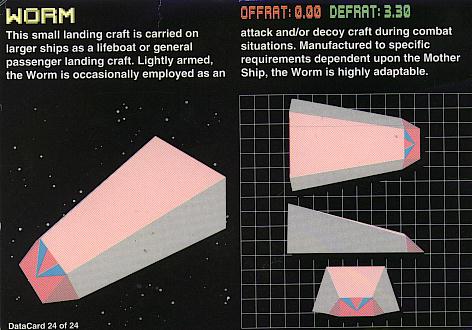 WORM
This small landing craft is carried on
larger ships as a lifeboat or general
passenger landing craft. Lightly armed,
the Worm is occasionally employed as an
OFFRAT: 0.00 DEFRAT: 3.30
attack and/or decoy craft during combat
situations. Manufactured to specific
requirements dependent upon the Mother
Ship, the Worm is highly adaptable.
DataCard 24 of 24